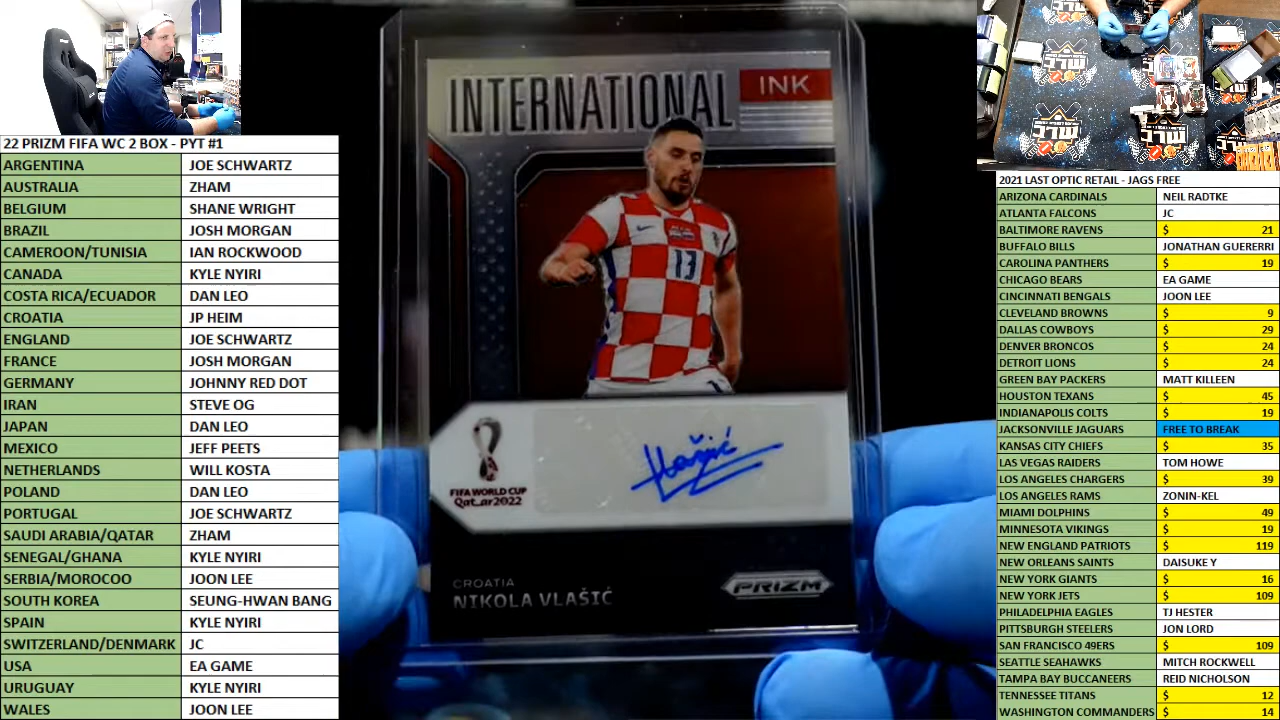 22 PRIZM FIFA WC 2 BOX - PYT #1
ARGENTINA JOE SCHWARTZ
AUSTRALIA ZHAM
BELGIUM SHANE WRIGHT
BRAZIL JOSH MORGAN
CAMEROON/TUNISIA IAN ROCKWOOD
CANADA KYLE NYIRI
COSTA RICA/ECUADOR DAN LEO
CROATIA JP HEIM
ENGLAND JOE SCHWARTZ
FRANCE JOSH MORGAN
GERMANY JOHNNY RED DOT
IRAN STEVE OG
JAPAN DAN LEO
MEXICO JEFF PEETS
NETHERLANDS WILL KOSTA
POLAND DAN LEO
PORTUGAL JOE SCHWARTZ
SAUDI ARABIA/QATAR ZHAM
SENEGAL/GHANA KYLE NYIRI
SERBIA/MOROCOO JOON LEE
SOUTH KOREA SEUNG-HWAN BANG
SPAIN KYLE NYIRI
SWITZERLAND/DENMARK JC
USA EA GAME
URUGUAY KYLE NYIRI
WALES JOON LEE
INTERNATIONAL INK
13
Vlašić
FIFA WORLD CUP
Qatar2022
CROATIA
NIKOLA VLAŠIĆ
PRIZM
2021 LAST OPTIC RETAIL - JAGS FREE
ARIZONA CARDINALS NEIL RADTKE
ATLANTA FALCONS JC
BALTIMORE RAVENS $ 21
BUFFALO BILLS JONATHAN GUERERRI
CAROLINA PANTHERS $ 19
CHICAGO BEARS EA GAME
CINCINNATI BENGALS JOON LEE
CLEVELAND BROWNS $ 9
DALLAS COWBOYS $ 29
DENVER BRONCOS $ 24
DETROIT LIONS $ 24
GREEN BAY PACKERS MATT KILLEEN
HOUSTON TEXANS $ 45
INDIANAPOLIS COLTS $ 19
JACKSONVILLE JAGUARS FREE TO BREAK
KANSAS CITY CHIEFS $ 35
LAS VEGAS RAIDERS TOM HOWE
LOS ANGELES CHARGERS $ 39
LOS ANGELES RAMS ZONIN-KEL
MIAMI DOLPHINS $ 49
MINNESOTA VIKINGS $ 19
NEW ENGLAND PATRIOTS $ 119
NEW ORLEANS SAINTS DAISUKE Y
NEW YORK GIANTS $ 16
NEW YORK JETS $ 109
PHILADELPHIA EAGLES TJ HESTER
PITTSBURGH STEELERS JON LORD
SAN FRANCISCO 49ERS $ 109
SEATTLE SEAHAWKS MITCH ROCKWELL
TAMPA BAY BUCCANEERS REID NICHOLSON
TENNESSEE TITANS $ 12
WASHINGTON COMMANDERS $ 14